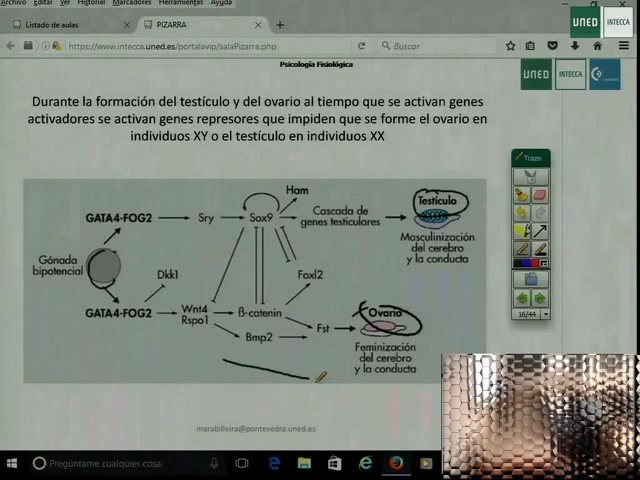 Archivo Editar Ver Historial Marcadores Herramientas Ayuda
Listado de aulas
PIZARRA
https://www.intecca.uned.es/portalavip/salaPizarra.php
Buscar
UNED INTECCA
Psicología Fisiológica
UNED INTECCA
Durante la formación del testículo y del ovario al tiempo que se activan genes
activadores se activan genes represores que impiden que se forme el ovario en
individuos XY o el testículo en individuos XX
Trazo
Ham
Testículo
GATA4-FOG2 Sry Sox9 Cascada de
genes testiculares
Masculinización
del cerebro
y la conducta
Gónada
bipotencial
Dkk1
Foxl2
GATA4-FOG2
Wnt4
Rspo1
ß-catenin
Ovario
Fst
Bmp2
Feminización
del cerebro
y la conducta
16/44
marabilleira@pontevedra.uned.es
Pregúntame cualquier cosa